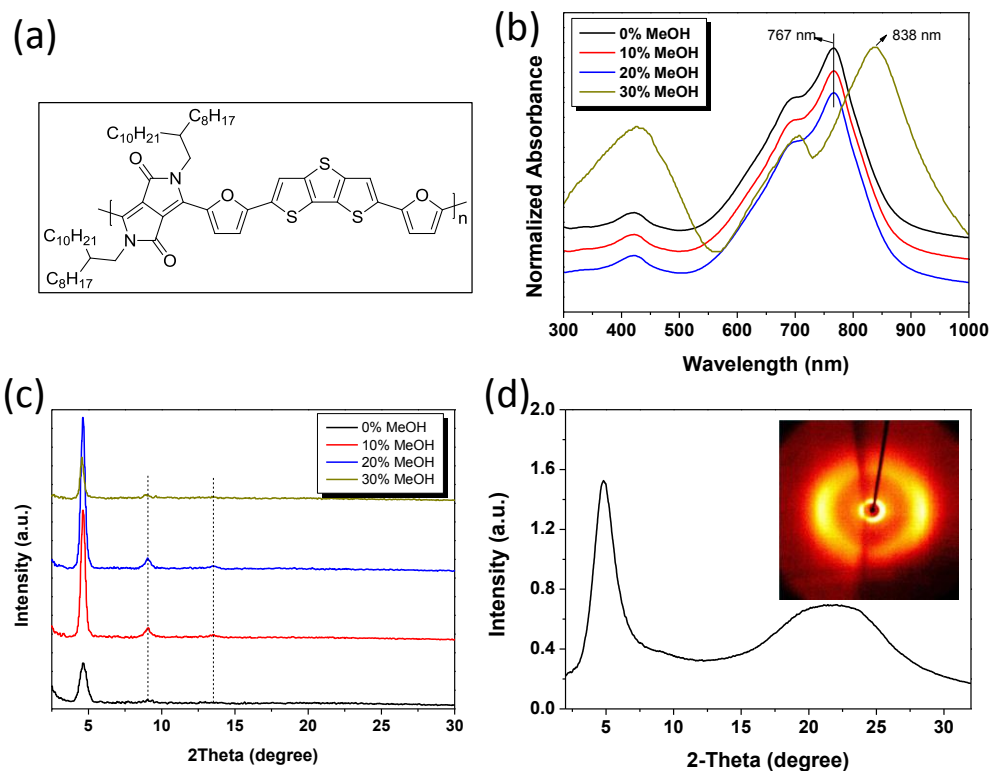 (a)
C10H21
C8H17
O
N
O
S
S
S
O
n
C10H21
N
O
C8H17
(b)
767 nm
838 nm
0% MeOH
10% MeOH
20% MeOH
30% MeOH
Normalized Absorbance
300 400 500 600 700 800 900 1000
Wavelength (nm)
(c)
0% MeOH
10% MeOH
20% MeOH
30% MeOH
Intensity (a.u.)
5 10 15 20 25 30
2Theta (degree)
(d)
2.0
1.6
1.2
0.8
0.4
0.0
Intensity (a.u.)
5 10 15 20 25 30
2-Theta (degree)